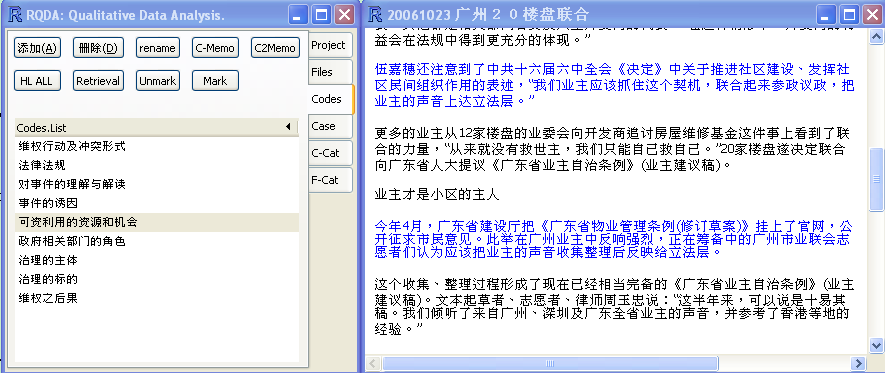 RQDA: Qualitative Data Analysis.
添加(A) 删除(D) rename C-Memo C2Memo
HL ALL Retrieval Unmark Mark
Project
Files
Codes
Case
C-Cat
F-Cat
Codes.List
维权行动及冲突形式
法律法规
对事件的理解与解读
事件的诱因
可资利用的资源和机会
政府相关部门的角色
治理的主体
治理的标的
维权之后果
20061023 广州２０楼盘联合
益会在法规中得到更充分的体现。”
伍嘉穗还注意到了中共十六届六中全会《决定》中关于推进社区建设、发挥社
区民间组织作用的表述，“我们业主应该抓住这个契机，联合起来参政议政，把
业主的声音上达立法层。”
更多的业主从12家楼盘的业委会向开发商追讨房屋维修基金这件事上看到了联
合的力量，“从来就没有救世主，我们只能自己救自己。”20家楼盘遂决定联合
向广东省人大提议《广东省业主自治条例》(业主建议稿)。
业主才是小区的主人
今年4月，广东省建设厅把《广东省物业管理条例(修订草案)》挂上了官网，公
开征求市民意见。此举在广州业主中反响强烈，正在筹备中的广州市业联会志
愿者们认为应该把业主的声音收集整理后反映给立法层。
这个收集、整理过程形成了现在已经相当完备的《广东省业主自治条例》(业主
建议稿)。文本起草者、志愿者、律师周玉忠说：“这半年来，可以说是十易其
稿。我们倾听了来自广州、深圳及广东全省业主的声音，并参考了香港等地的
经验。”